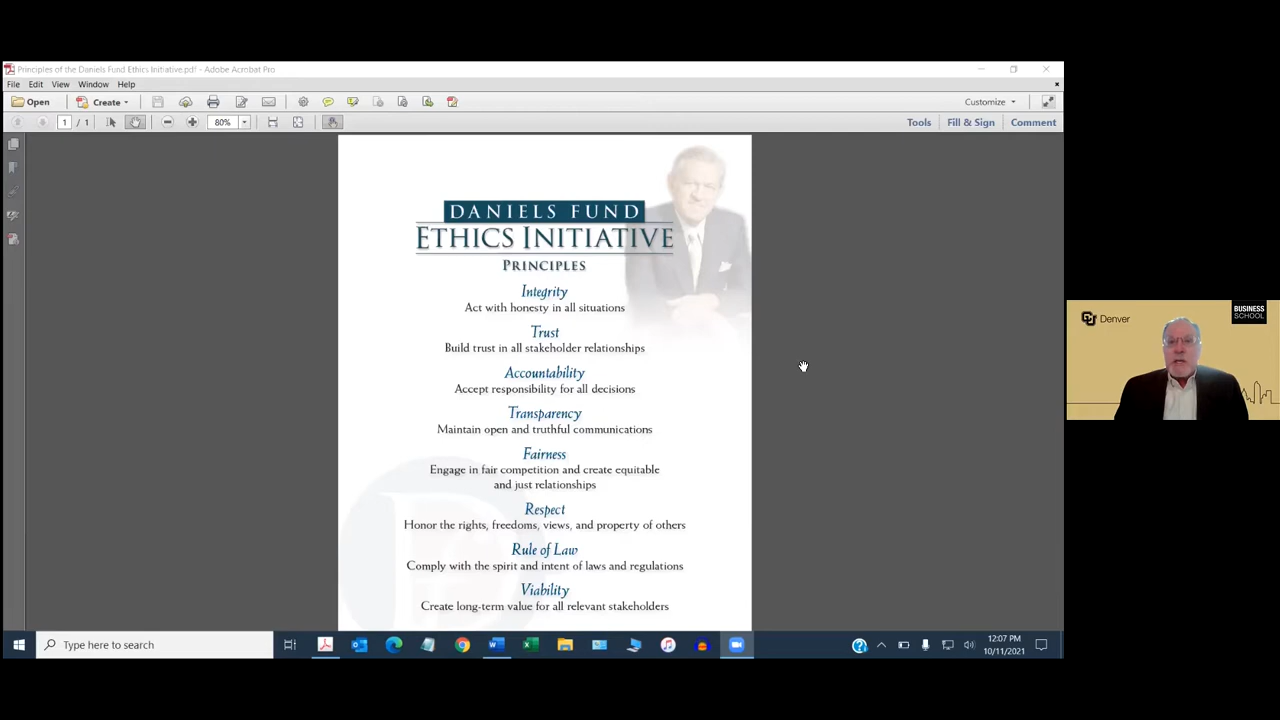 Principles of the Daniels Fund Ethics Initiative.pdf - Adobe Acrobat Pro
File Edit View Window Help
Open Create Customize
1 / 1 80% Tools Fill & Sign Comment
DANIELS FUND
ETHICS INITIATIVE
PRINCIPLES
Integrity
Act with honesty in all situations
Trust
Build trust in all stakeholder relationships
Accountability
Accept responsibility for all decisions
Transparency
Maintain open and truthful communications
Fairness
Engage in fair competition and create equitable
and just relationships
Respect
Honor the rights, freedoms, views, and property of others
Rule of Law
Comply with the spirit and intent of laws and regulations
Viability
Create long-term value for all relevant stakeholders
Type here to search
12:07 PM
10/11/2021
CU Denver
BUSINESS
SCHOOL